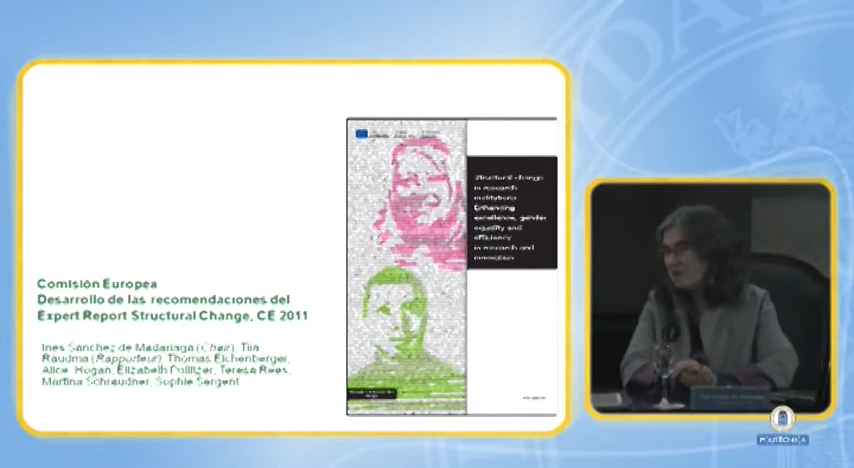 Comisión Europea
Desarrollo de las recomendaciones del
Expert Report Structural Change, CE 2011
Ines Sanchez de Madariaga (Chair), Tiia
Raudma (Rapporteur), Thomas Eichenberger,
Alice Hogan, Elizabeth Pollitzer, Teresa Rees,
Martina Schraudner, Sophie Sergent
Structural change
in research
institutions:
Enhancing
excellence, gender
equality and
efficiency
in research and
innovation
POLITÉCNICA